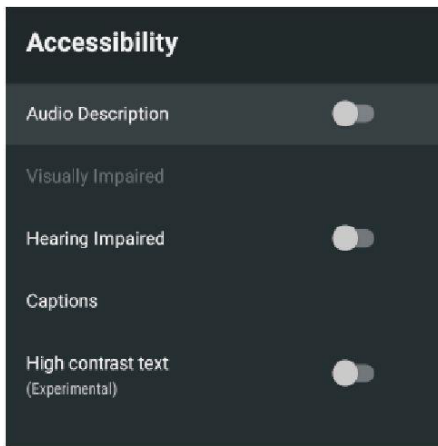 Accessibility
Audio Description
Visually Impaired
Hearing Impaired
Captions
High contrast text
(Experimental)